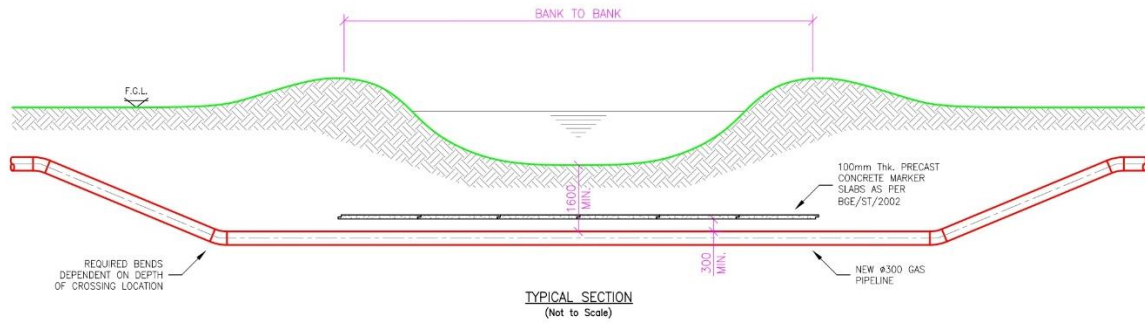 BANK TO BANK
F.G.L.
1600
MIN.
100mm Thk. PRECAST
CONCRETE MARKER
SLABS AS PER
BGE/ST/2002
300
MIN.
REQUIRED BENDS
DEPENDENT ON DEPTH
OF CROSSING LOCATION
NEW ø300 GAS
PIPELINE
TYPICAL SECTION
(Not to Scale)